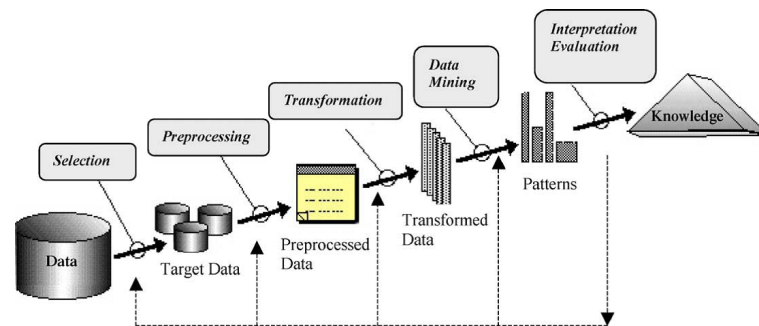 Interpretation
Evaluation
Data
Mining
Transformation
Preprocessing
Selection
Data
Target Data
Preprocessed
Data
Transformed
Data
Patterns
Knowledge